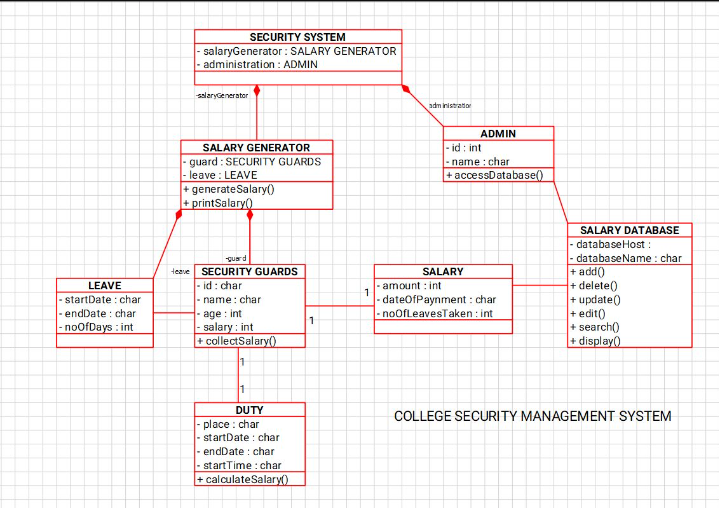 SECURITY SYSTEM
- salaryGenerator : SALARY GENERATOR
- administration : ADMIN
-salaryGenerator
administratior
SALARY GENERATOR
- guard : SECURITY GUARDS
- leave : LEAVE
+ generateSalary()
+ printSalary()
ADMIN
- id : int
- name : char
+ accessDatabase()
SALARY DATABASE
- databaseHost :
- databaseName : char
+ add()
+ delete()
+ update()
+ edit()
+ search()
+ display()
-guard
-leave
LEAVE
- startDate : char
- endDate : char
- noOfDays : int
SECURITY GUARDS
- id : char
- name : char
- age : int
- salary : int
+ collectSalary()
1
1
SALARY
- amount : int
- dateOfPaynment : char
- noOfLeavesTaken : int
1
1
DUTY
- place : char
- startDate : char
- endDate : char
- startTime : char
+ calculateSalary()
COLLEGE SECURITY MANAGEMENT SYSTEM